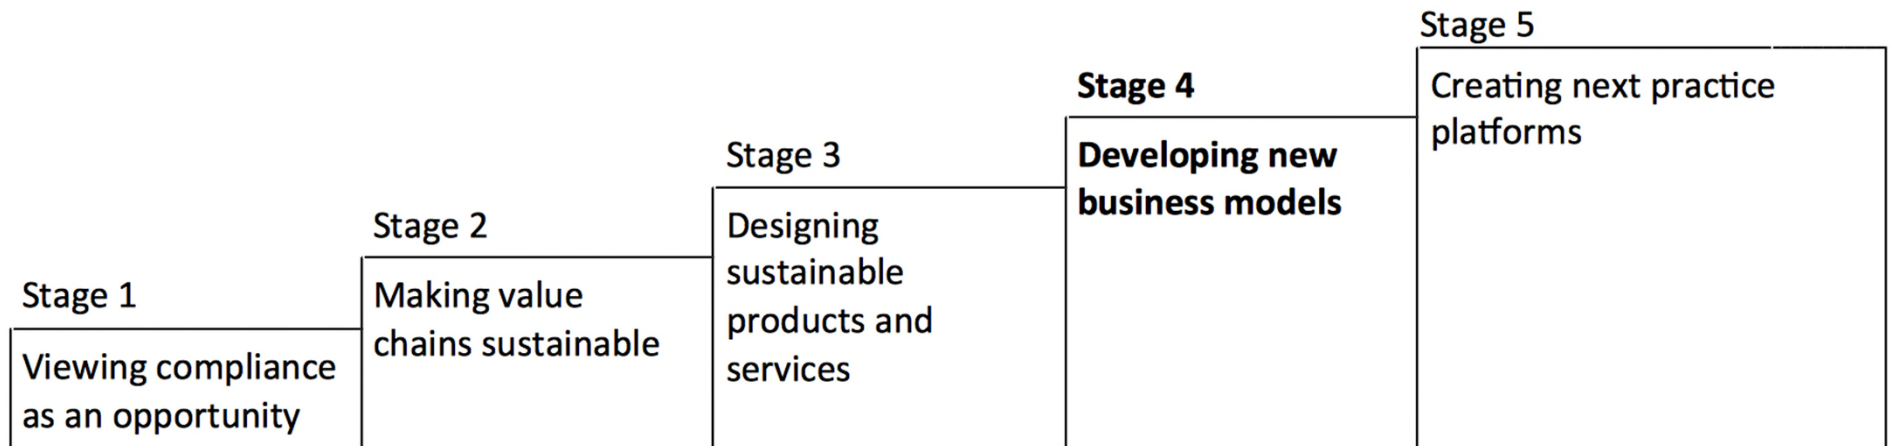 Stage 1
Viewing compliance
as an opportunity
Stage 2
Making value
chains sustainable
Stage 3
Designing
sustainable
products and
services
Stage 4
Developing new
business models
Stage 5
Creating next practice
platforms